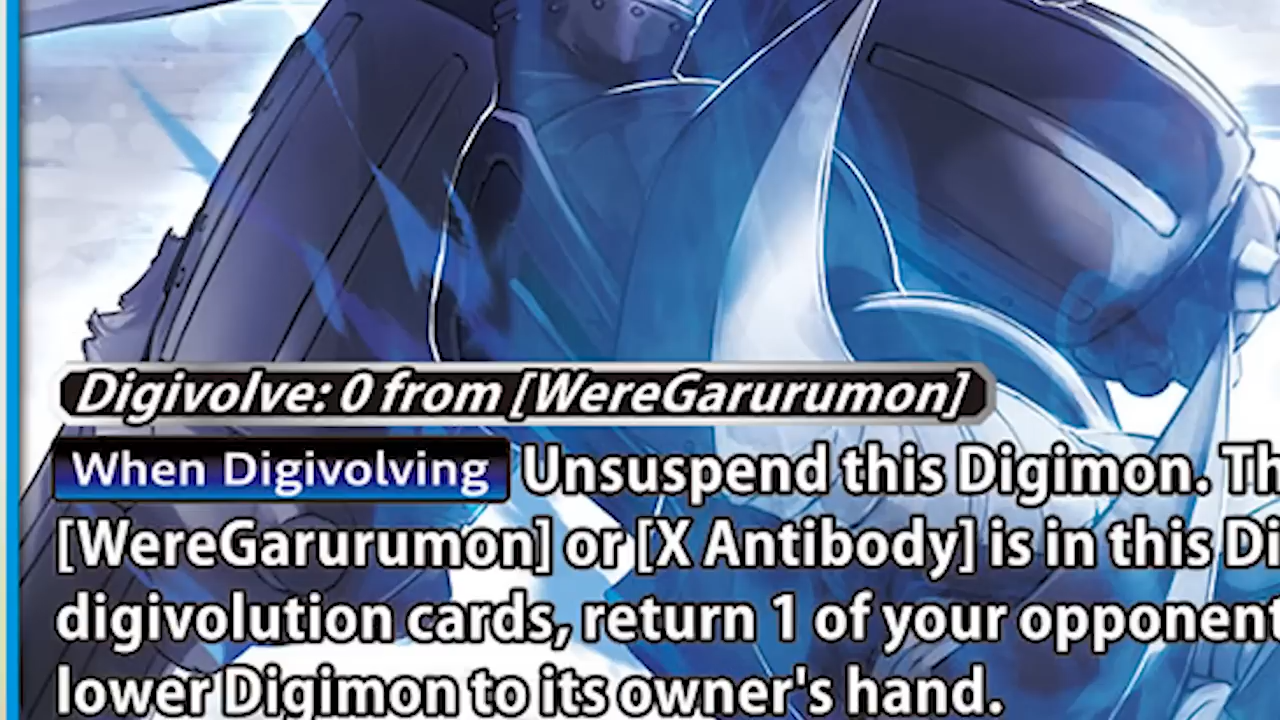 Digivolve: 0 from [WereGarurumon]
When Digivolving Unsuspend this Digimon. Th
[WereGarurumon] or [X Antibody] is in this Di
digivolution cards, return 1 of your opponent
lower Digimon to its owner's hand.